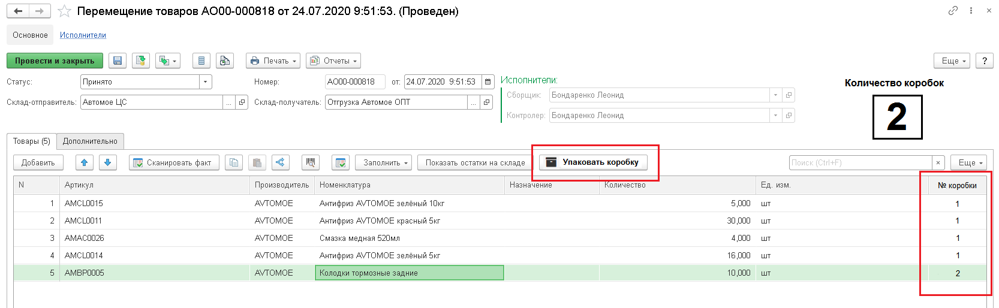 Перемещение товаров АО00-000818 от 24.07.2020 9:51:53. (Проведен)
Основное Исполнители
Провести и закрыть Печать Отчеты Еще ?
Статус: Принято Номер: АО00-000818 от: 24.07.2020 9:51:53 Исполнители: Количество коробок
Сборщик: Бондаренко Леонид
Склад-отправитель: Автомое ЦС ... Склад-получатель: Отгрузка Автомое ОПТ ...
Контролер: Бондаренко Леонид
2
Товары (5) Дополнительно
Добавить Сканировать факт Заполнить Показать остатки на складе Упаковать коробку Поиск (Ctrl+F) × Еще
N Артикул Производитель Номенклатура Назначение Количество Ед. изм. № коробки
1 AMCL0015 AVTOMOE Антифриз AVTOMOE зелёный 10кг 5,000 шт 1
2 AMCL0011 AVTOMOE Антифриз AVTOMOE красный 5кг 30,000 шт 1
3 AMAC0026 AVTOMOE Смазка медная 520мл 4,000 шт 1
4 AMCL0014 AVTOMOE Антифриз AVTOMOE зелёный 5кг 16,000 шт 1
5 AMBP0005 AVTOMOE Колодки тормозные задние 10,000 шт 2